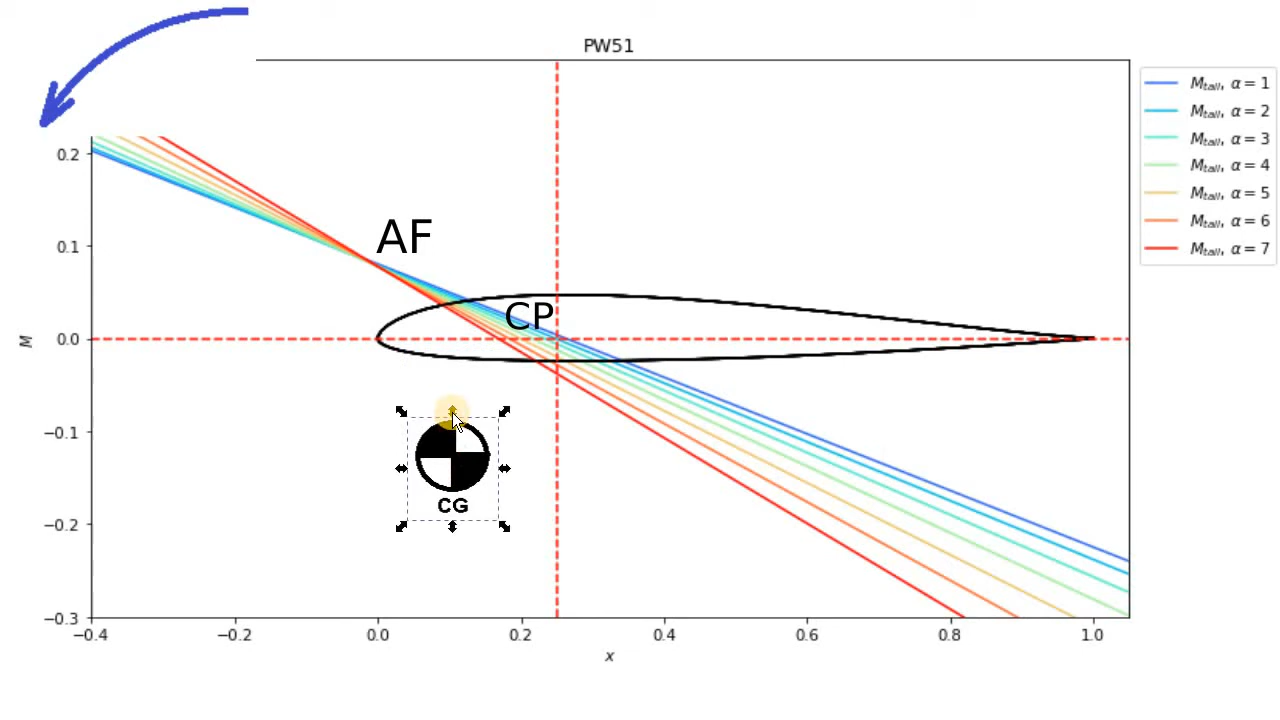 PW51
M_tail, α = 1
M_tail, α = 2
M_tail, α = 3
M_tail, α = 4
M_tail, α = 5
M_tail, α = 6
M_tail, α = 7
0.2
0.1
0.0
−0.1
−0.2
−0.3
M
AF
CP
CG
−0.4
−0.2
0.0
0.2
0.4
0.6
0.8
1.0
x